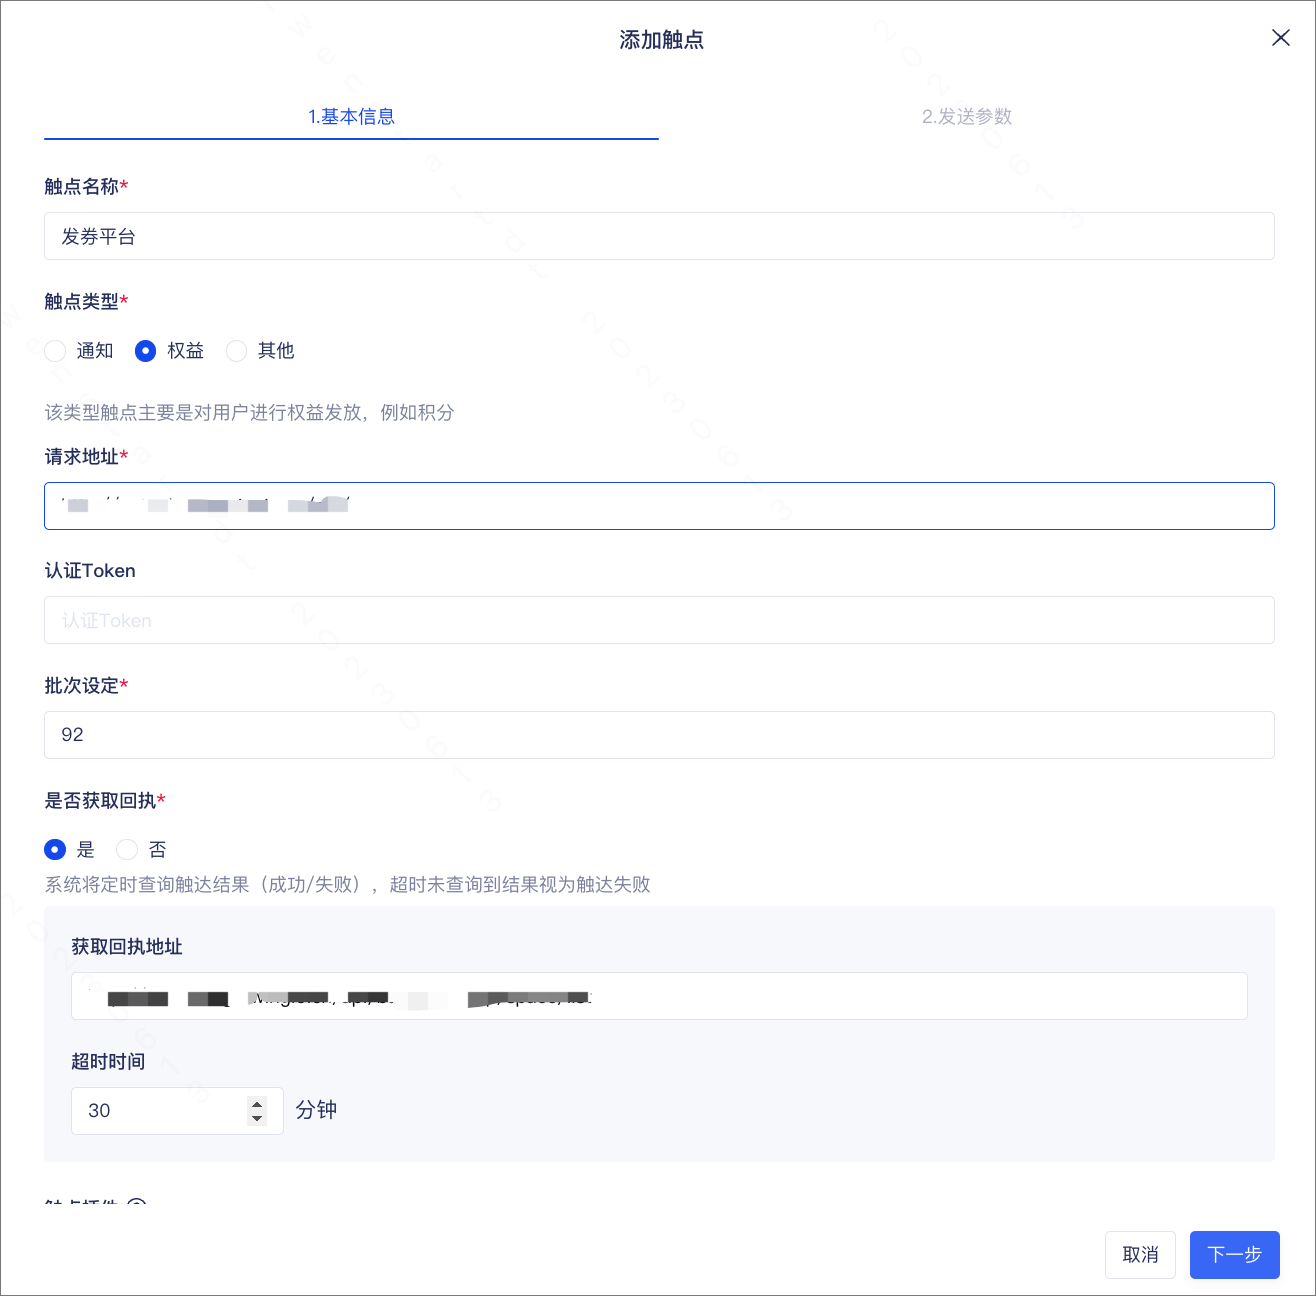 添加触点
1.基本信息
2.发送参数
触点名称*
发券平台
触点类型*
通知 权益 其他
该类型触点主要是对用户进行权益发放，例如积分
请求地址*
认证Token
认证Token
批次设定*
92
是否获取回执*
是 否
系统将定时查询触达结果（成功/失败），超时未查询到结果视为触达失败
获取回执地址
超时时间
30 分钟
取消 下一步